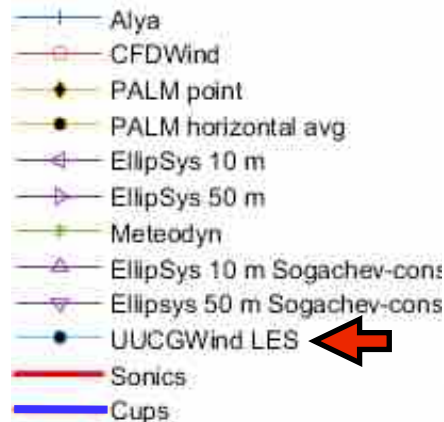 Alya
CFDWind
PALM point
PALM horizontal avg
EllipSys 10 m
EllipSys 50 m
Meteodyn
EllipSys 10 m Sogachev-cons
Ellipsys 50 m Sogachev-cons
UUCGWind LES
Sonics
Cups